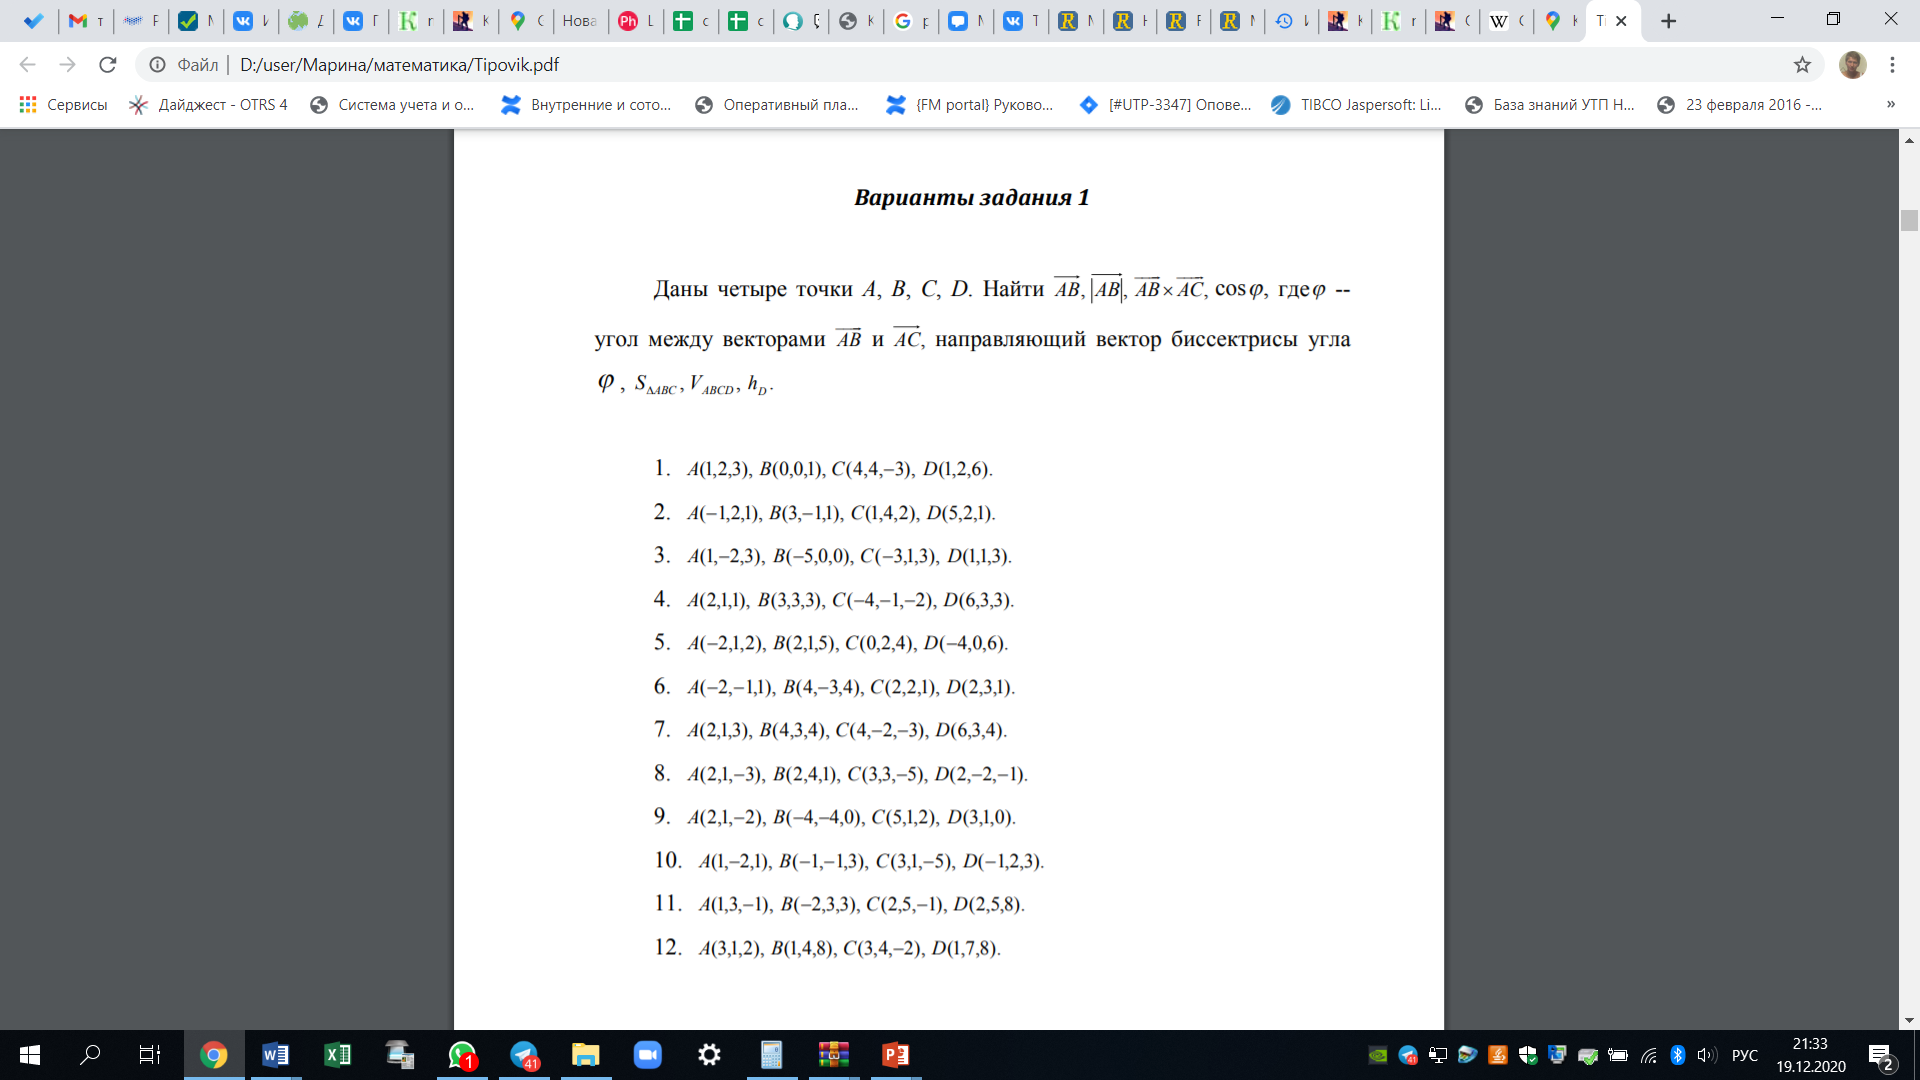 т
F
М
И
Д
Г
r
К
С
Нова
L
с
с
К
р
М
Т
М
Н
F
М
И
К
r
С
С
К
Ti
Файл | D:/user/Марина/математика/Tipovik.pdf
Сервисы Дайджест - OTRS 4 Система учета и о... Внутренние и сото... Оперативный пла... {FM portal} Руково... [#UTP-3347] Опове... TIBCO Jaspersoft: Li... База знаний УТП Н... 23 февраля 2016 -... »
Варианты задания 1
Даны четыре точки A, B, C, D. Найти AB, |AB|, AB × AC, cos φ, где φ --
угол между векторами AB и AC, направляющий вектор биссектрисы угла
φ, S_ΔABC, V_ABCD, h_D.
1. A(1,2,3), B(0,0,1), C(4,4,−3), D(1,2,6).
2. A(−1,2,1), B(3,−1,1), C(1,4,2), D(5,2,1).
3. A(1,−2,3), B(−5,0,0), C(−3,1,3), D(1,1,3).
4. A(2,1,1), B(3,3,3), C(−4,−1,−2), D(6,3,3).
5. A(−2,1,2), B(2,1,5), C(0,2,4), D(−4,0,6).
6. A(−2,−1,1), B(4,−3,4), C(2,2,1), D(2,3,1).
7. A(2,1,3), B(4,3,4), C(4,−2,−3), D(6,3,4).
8. A(2,1,−3), B(2,4,1), C(3,3,−5), D(2,−2,−1).
9. A(2,1,−2), B(−4,−4,0), C(5,1,2), D(3,1,0).
10. A(1,−2,1), B(−1,−1,3), C(3,1,−5), D(−1,2,3).
11. A(1,3,−1), B(−2,3,3), C(2,5,−1), D(2,5,8).
12. A(3,1,2), B(1,4,8), C(3,4,−2), D(1,7,8).
1
41
41
РУС
21:33
19.12.2020
2